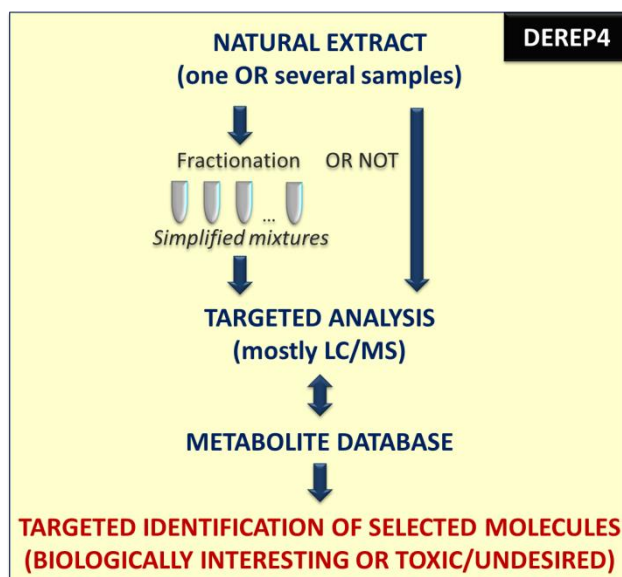 DEREP4
NATURAL EXTRACT
(one OR several samples)
Fractionation OR NOT
...
Simplified mixtures
TARGETED ANALYSIS
(mostly LC/MS)
METABOLITE DATABASE
TARGETED IDENTIFICATION OF SELECTED MOLECULES
(BIOLOGICALLY INTERESTING OR TOXIC/UNDESIRED)